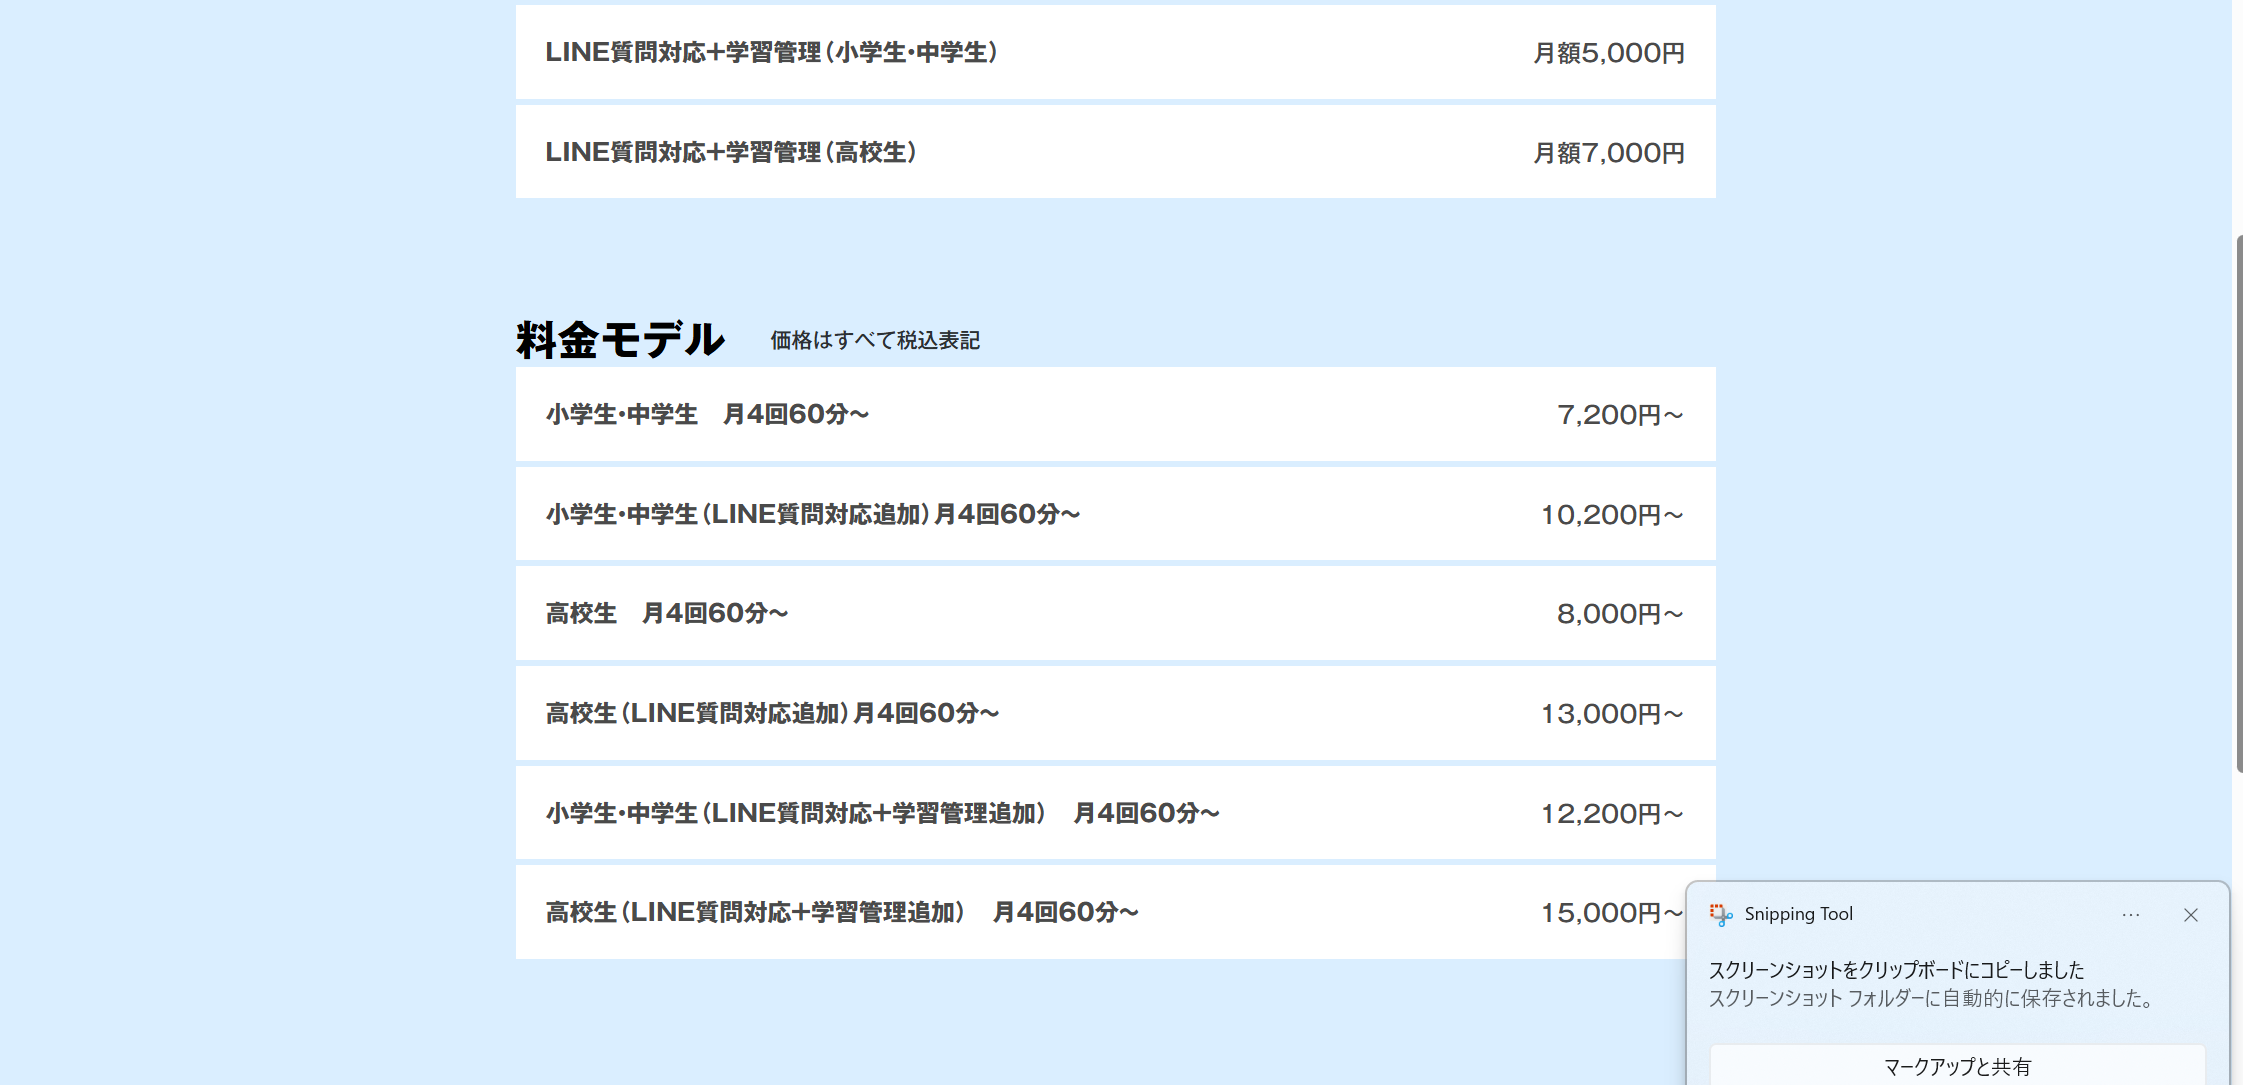 LINE質問対応＋学習管理（小学生・中学生） 月額5,000円
LINE質問対応＋学習管理（高校生） 月額7,000円
料金モデル 価格はすべて税込表記
小学生・中学生　月4回60分〜 7,200円〜
小学生・中学生（LINE質問対応追加）月4回60分〜 10,200円〜
高校生　月4回60分〜 8,000円〜
高校生（LINE質問対応追加）月4回60分〜 13,000円〜
小学生・中学生（LINE質問対応＋学習管理追加）　月4回60分〜 12,200円〜
高校生（LINE質問対応＋学習管理追加）　月4回60分〜 15,000円〜
Snipping Tool
スクリーンショットをクリップボードにコピーしました
スクリーンショット フォルダーに自動的に保存されました。
マークアップと共有